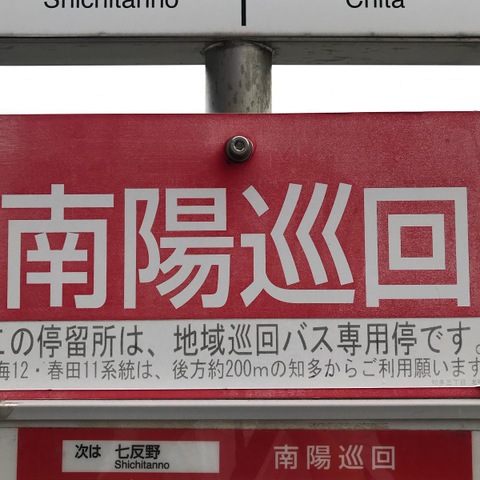 Shichitanno Chita
南陽巡回
この停留所は、地域巡回バス専用停です。
海12・春田11系統は、後方約200mの知多からご利用願います
次は 七反野 南陽巡回
Shichitanno